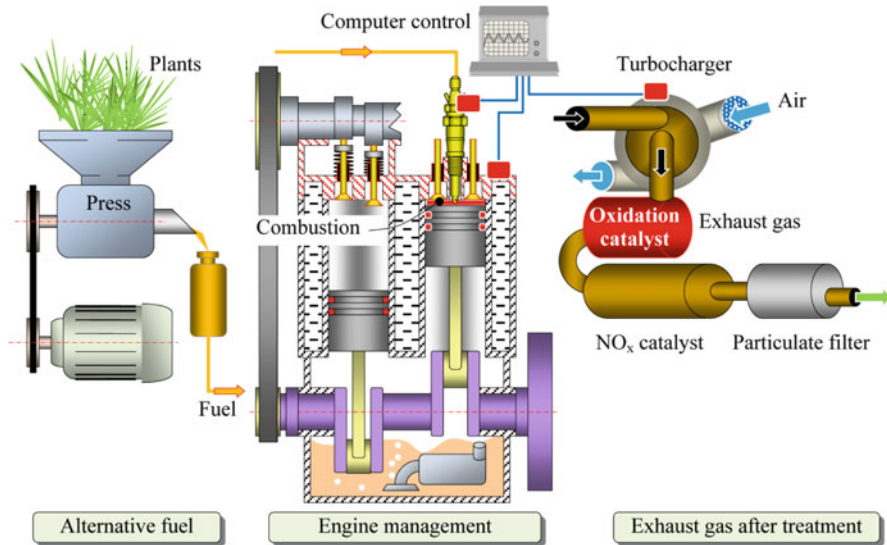 Computer control
Plants
Turbocharger
Air
Press
Combustion
Oxidation
catalyst
Exhaust gas
NOₓ catalyst
Particulate filter
Fuel
Alternative fuel
Engine management
Exhaust gas after treatment